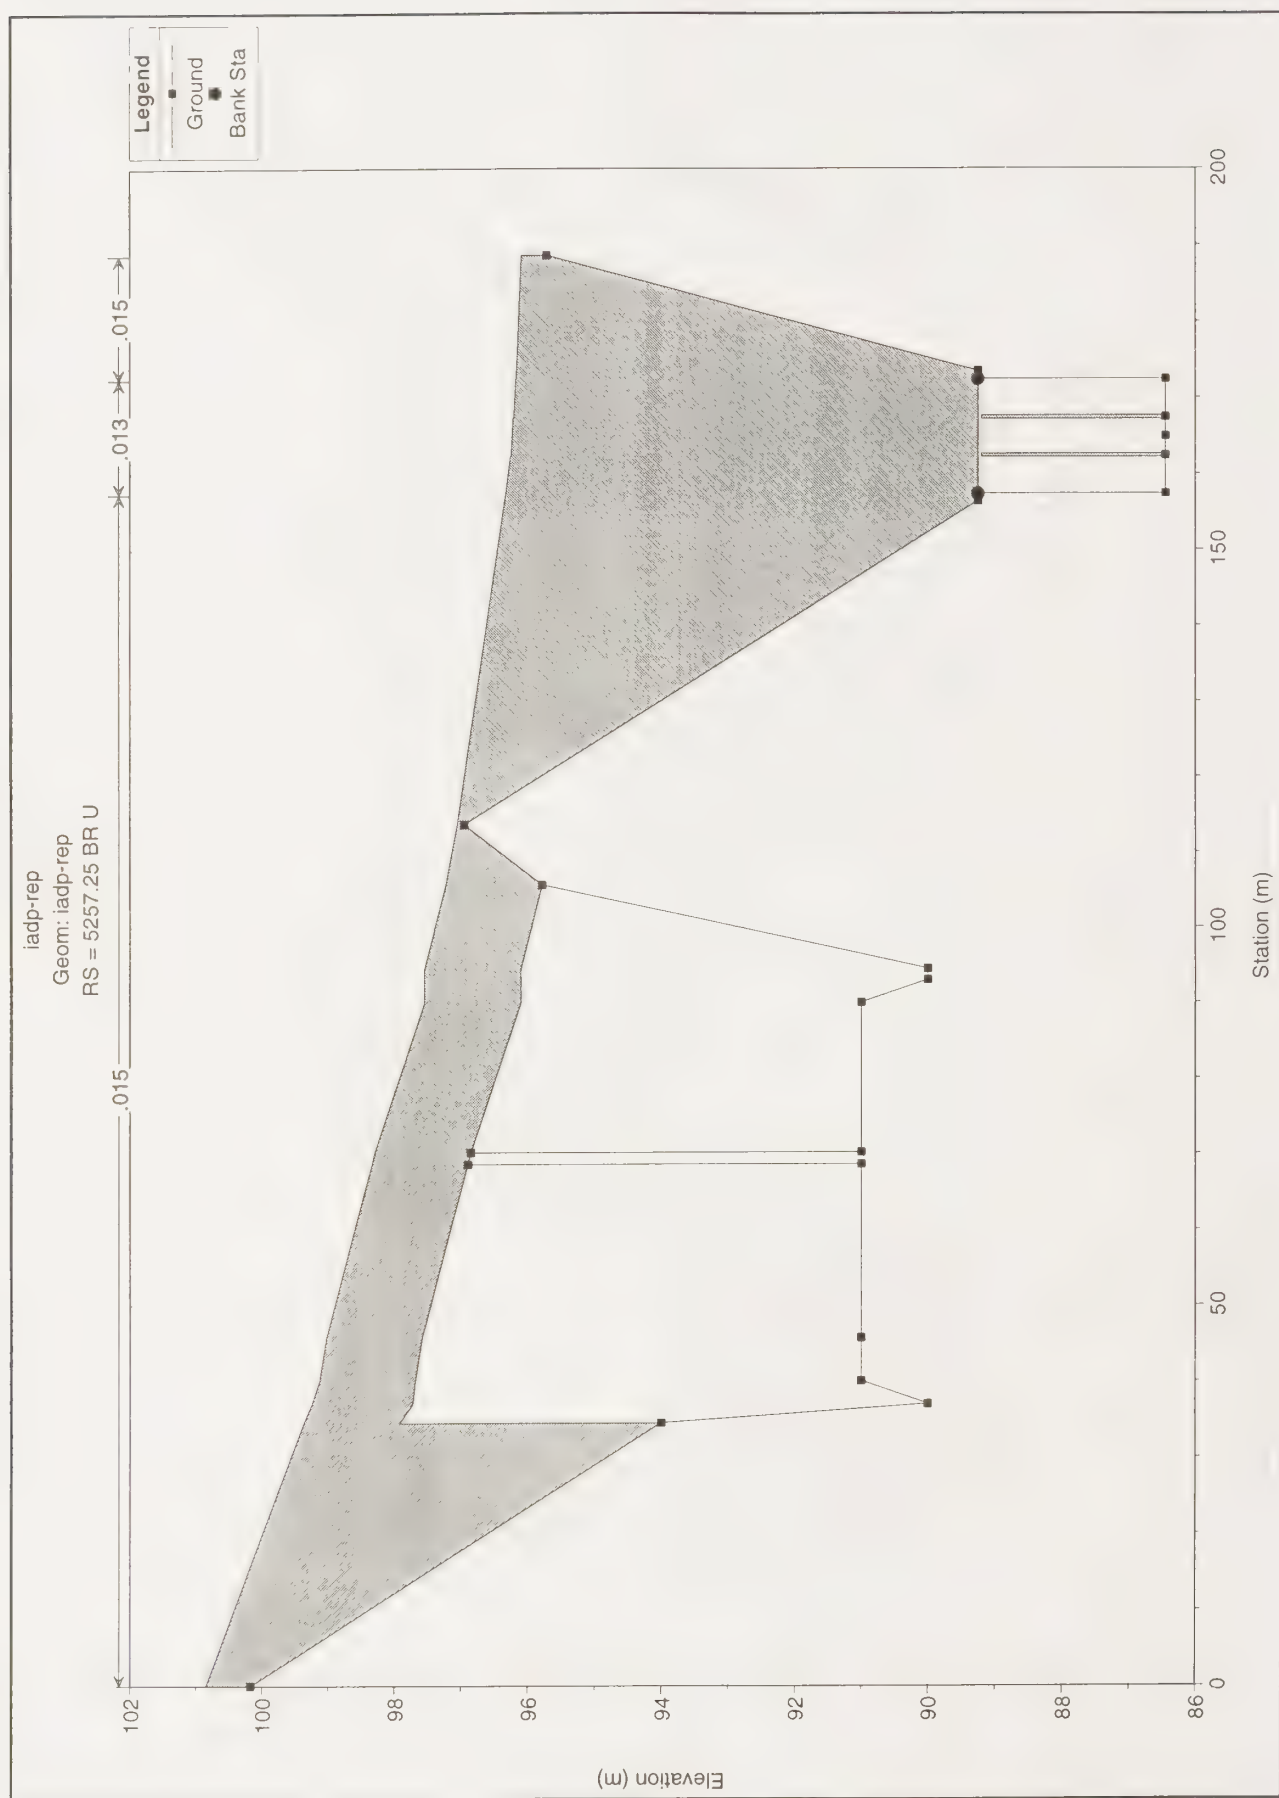 iadp-rep
Geom: iadp-rep
RS = 5257.25 BR U
.015
.013
.015
Legend
Ground
Bank Sta
102
100
98
96
94
92
90
88
86
Elevation (m)
0
50
100
150
200
Station (m)